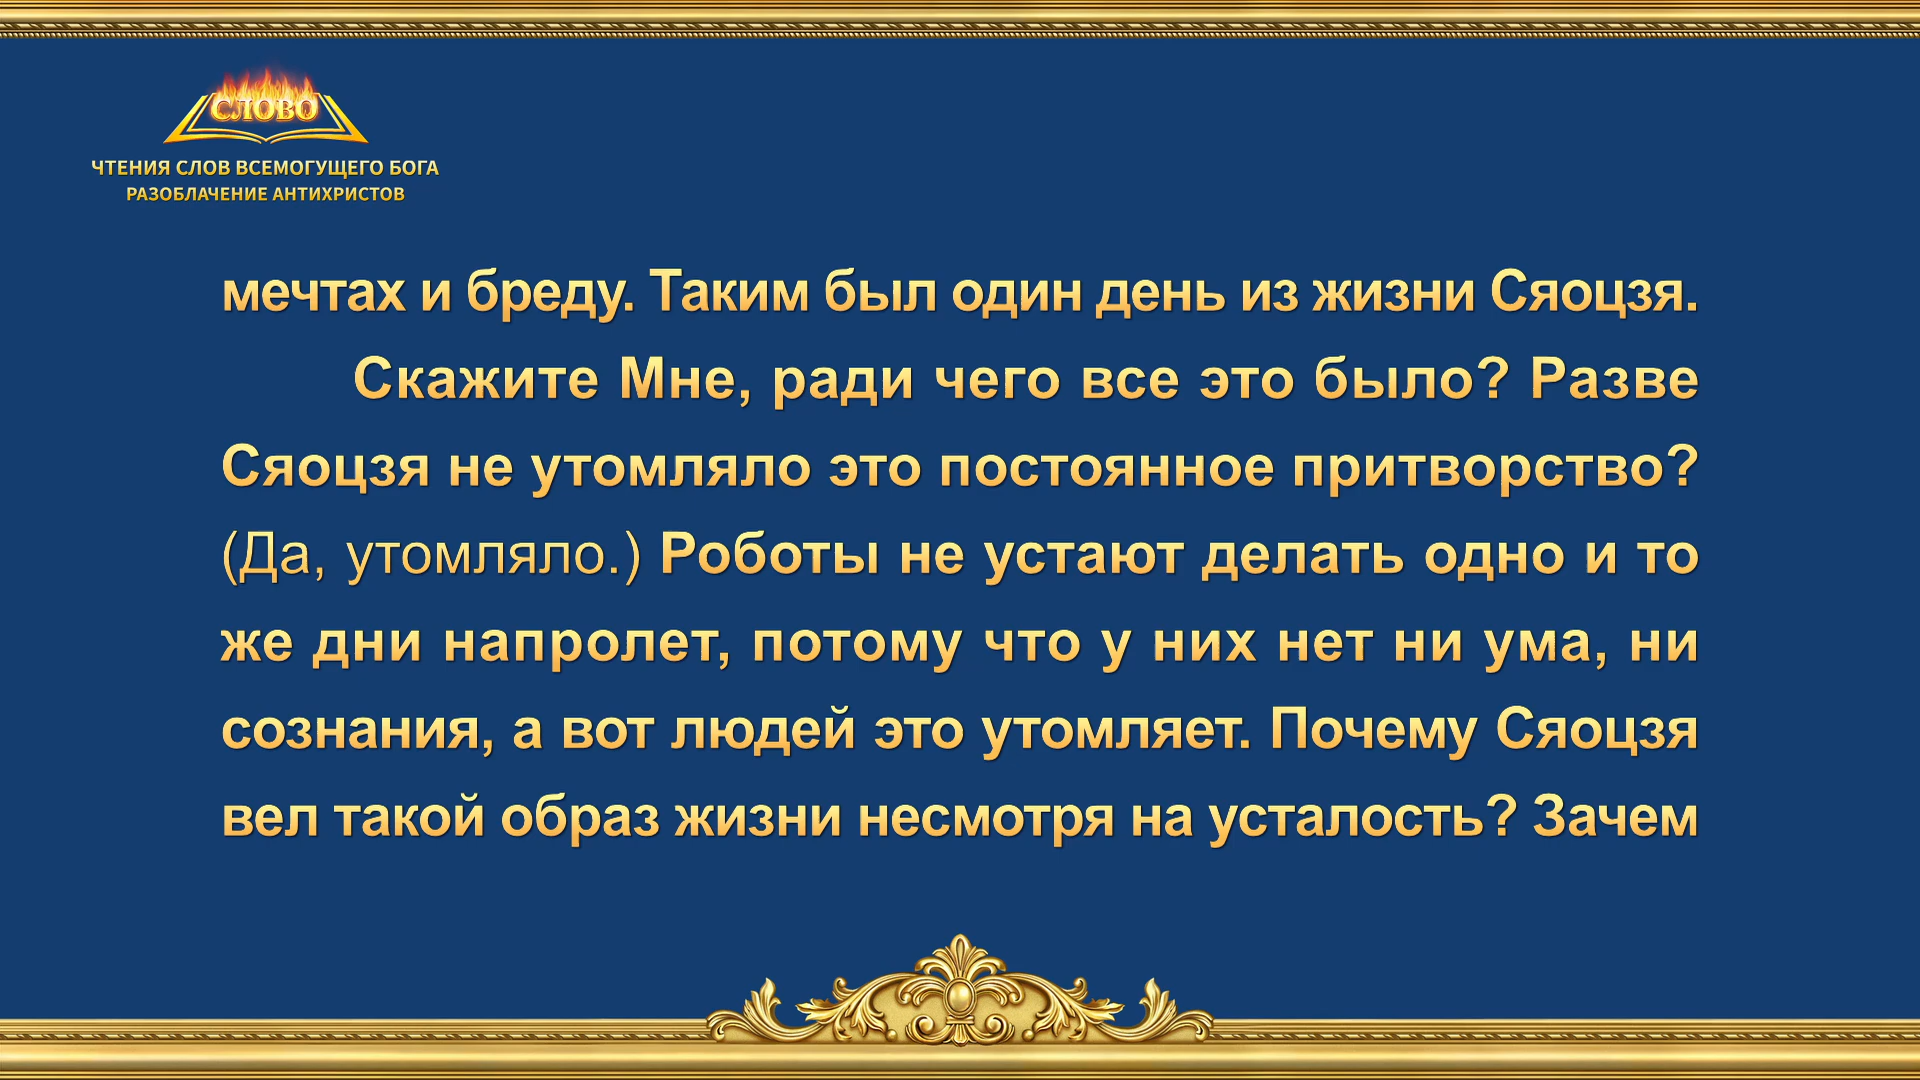 СЛОВО
ЧТЕНИЯ СЛОВ ВСЕМОГУЩЕГО БОГА
РАЗОБЛАЧЕНИЕ АНТИХРИСТОВ
мечтах и бреду. Таким был один день из жизни Сяоцзя.
Скажите Мне, ради чего все это было? Разве
Сяоцзя не утомляло это постоянное притворство?
(Да, утомляло.) Роботы не устают делать одно и то
же дни напролет, потому что у них нет ни ума, ни
сознания, а вот людей это утомляет. Почему Сяоцзя
вел такой образ жизни несмотря на усталость? Зачем